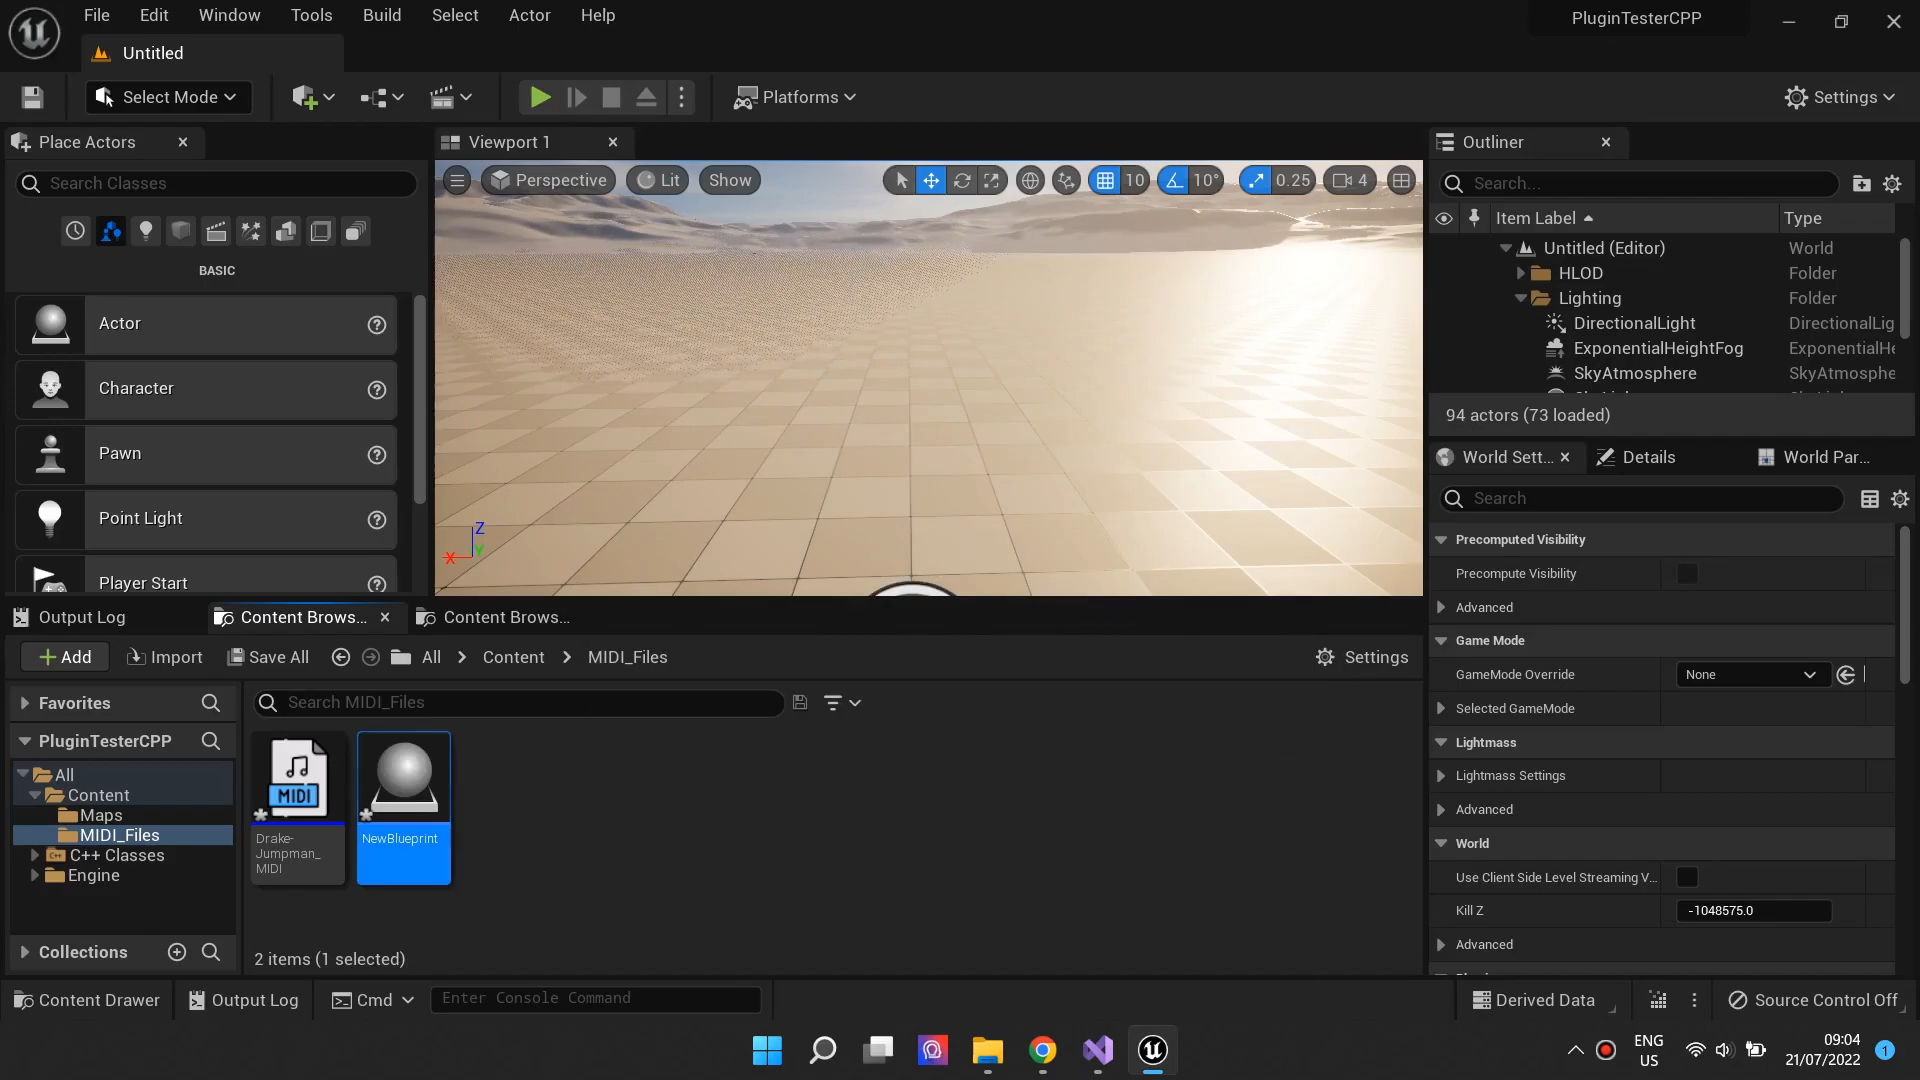 File Edit Window Tools Build Select Actor Help
PluginTesterCPP
Untitled
Select Mode
Platforms
Settings
Place Actors
Search Classes
BASIC
Actor
Character
Pawn
Point Light
Player Start
Viewport 1
Perspective Lit Show 10 10° 0.25 4
Z
X Y
Outliner
Search...
Item Label Type
Untitled (Editor) World
HLOD Folder
Lighting Folder
DirectionalLight DirectionalLig
ExponentialHeightFog ExponentialHe
SkyAtmosphere SkyAtmosphe
94 actors (73 loaded)
World Sett... Details World Par...
Search
Precomputed Visibility
Precompute Visibility
Advanced
Game Mode
GameMode Override None
Selected GameMode
Lightmass
Lightmass Settings
Advanced
World
Use Client Side Level Streaming V...
Kill Z -1048575.0
Advanced
Output Log Content Brows... Content Brows...
Add Import Save All All Content MIDI_Files Settings
Favorites
PluginTesterCPP
All
Content
Maps
MIDI_Files
C++ Classes
Engine
Collections
Search MIDI_Files
MIDI
Drake-
Jumpman_
MIDI
NewBlueprint
2 items (1 selected)
Content Drawer Output Log Cmd Enter Console Command Derived Data Source Control Off
ENG
US
09:04
21/07/2022
1